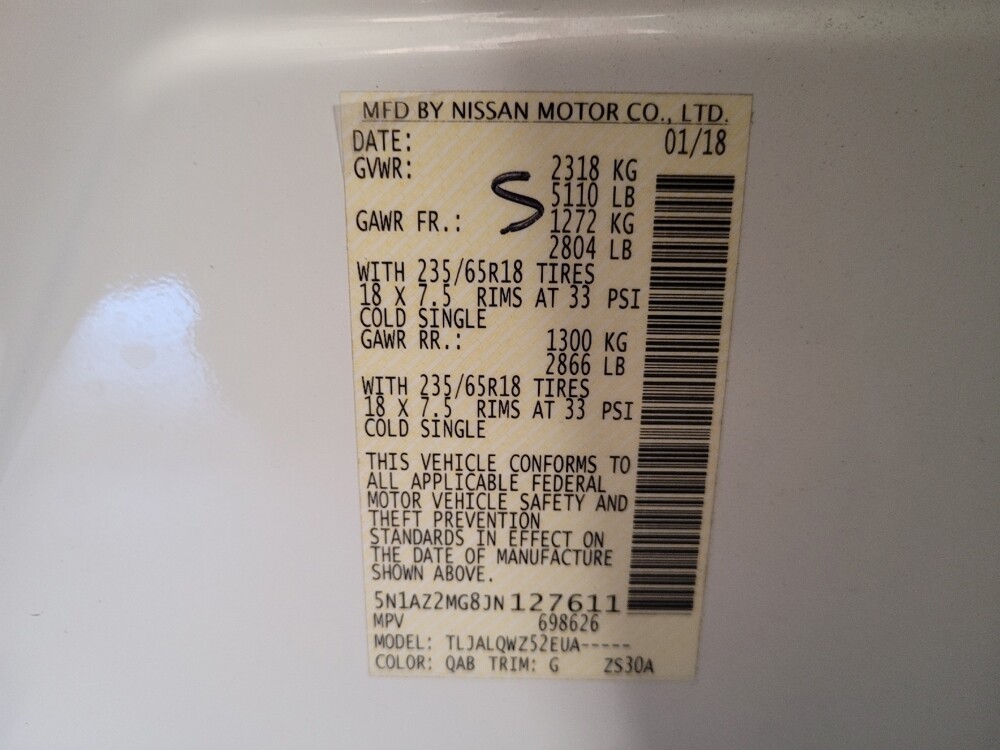 MFD BY NISSAN MOTOR CO., LTD.
DATE: 01/18
GVWR: 2318 KG
5110 LB
S
GAWR FR.: 1272 KG
2804 LB
WITH 235/65R18 TIRES
18 X 7.5 RIMS AT 33 PSI
COLD SINGLE
GAWR RR.: 1300 KG
2866 LB
WITH 235/65R18 TIRES
18 X 7.5 RIMS AT 33 PSI
COLD SINGLE
THIS VEHICLE CONFORMS TO
ALL APPLICABLE FEDERAL
MOTOR VEHICLE SAFETY AND
THEFT PREVENTION
STANDARDS IN EFFECT ON
THE DATE OF MANUFACTURE
SHOWN ABOVE.
5N1AZ2MG8JN127611
MPV 698626
MODEL: TLJALQWZ52EUA-----
COLOR: QAB TRIM: G ZS30A